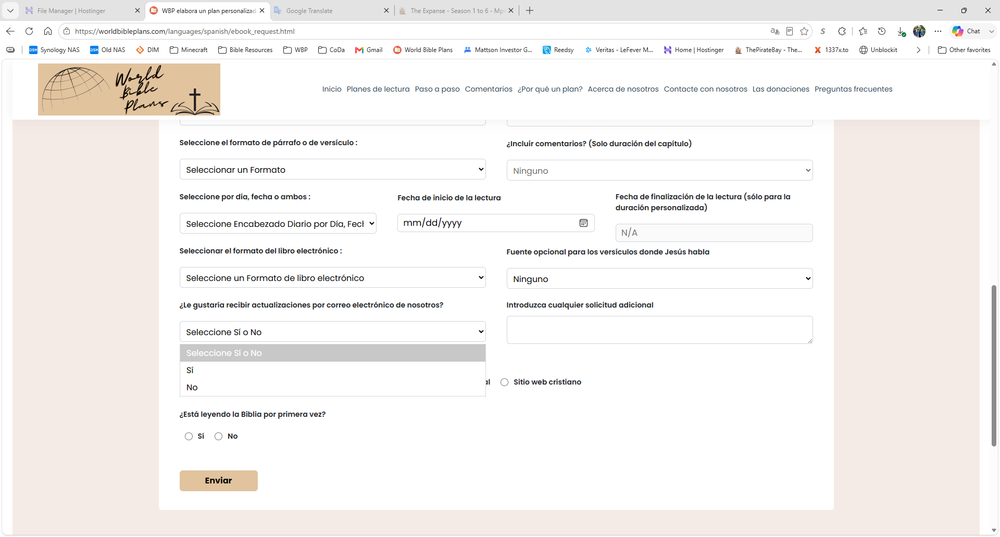 File Manager | Hostinger
WBP elabora un plan personalizad
Google Translate
The Expanse - Season 1 to 6 - Mp4
https://worldbibleplans.com/languages/spanish/ebook_request.html
Chat
Synology NAS
Old NAS
DIM
Minecraft
Bible Resources
WBP
CoDa
Gmail
World Bible Plans
Mattson Investor G...
Reedsy
Veritas - LeFever M...
Home | Hostinger
ThePirateBay - The...
1337x.to
Unblockit
Other favorites
World
Bible
Plans
Inicio Planes de lectura Paso a paso Comentarios ¿Por qué un plan? Acerca de nosotros Contacte con nosotros Las donaciones Preguntas frecuentes
Seleccione el formato de párrafo o de versículo :
¿Incluir comentarios? (Solo duración del capítulo)
Seleccionar un Formato
Ninguno
Seleccione por día, fecha o ambos :
Fecha de inicio de la lectura
Fecha de finalización de la lectura (sólo para la
duración personalizada)
Seleccione Encabezado Diario por Día, Fech
mm/dd/yyyy
N/A
Seleccionar el formato del libro electrónico :
Fuente opcional para los versículos donde Jesús habla
Seleccione un Formato de libro electrónico
Ninguno
¿Le gustaría recibir actualizaciones por correo electrónico de nosotros?
Introduzca cualquier solicitud adicional
Seleccione Sí o No
Seleccione Sí o No
Sí
No
al
Sitio web cristiano
¿Está leyendo la Biblia por primera vez?
Sí No
Enviar